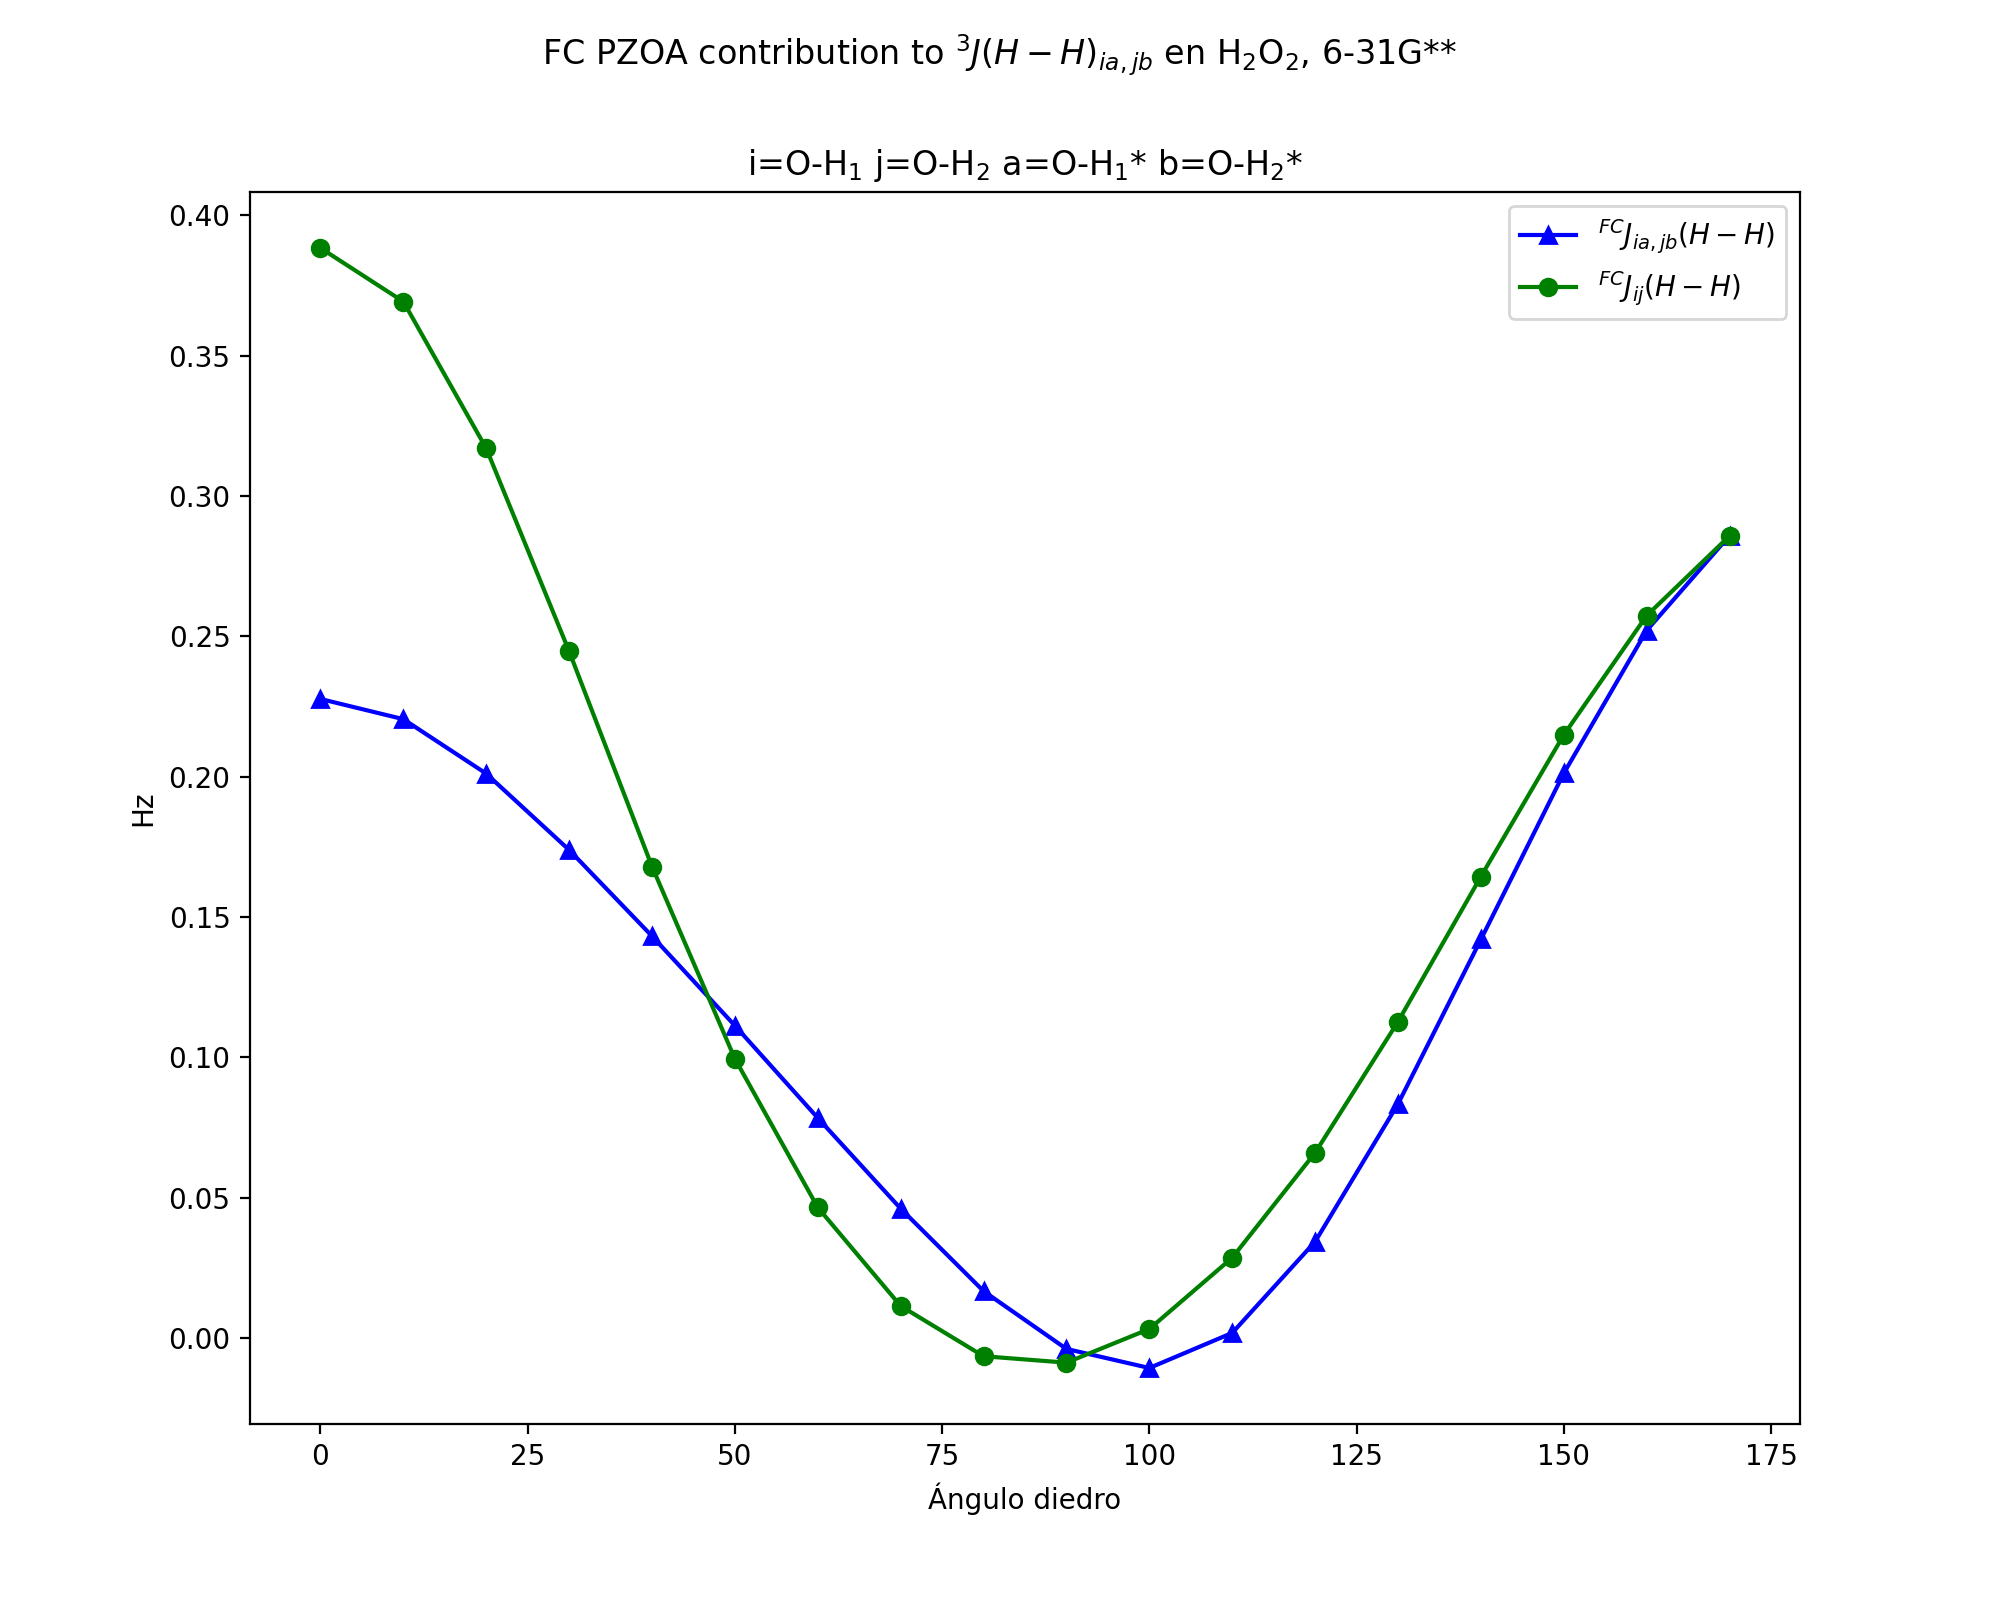 FC PZOA contribution to ³J(H − H)ᵢₐ,ⱼb en H₂O₂, 6-31G**
i=O-H₁ j=O-H₂ a=O-H₁* b=O-H₂*
FCJia,jb(H − H)
FCJij(H − H)
0.40
0.35
0.30
0.25
0.20
0.15
0.10
0.05
0.00
Hz
0 25 50 75 100 125 150 175
Ángulo diedro